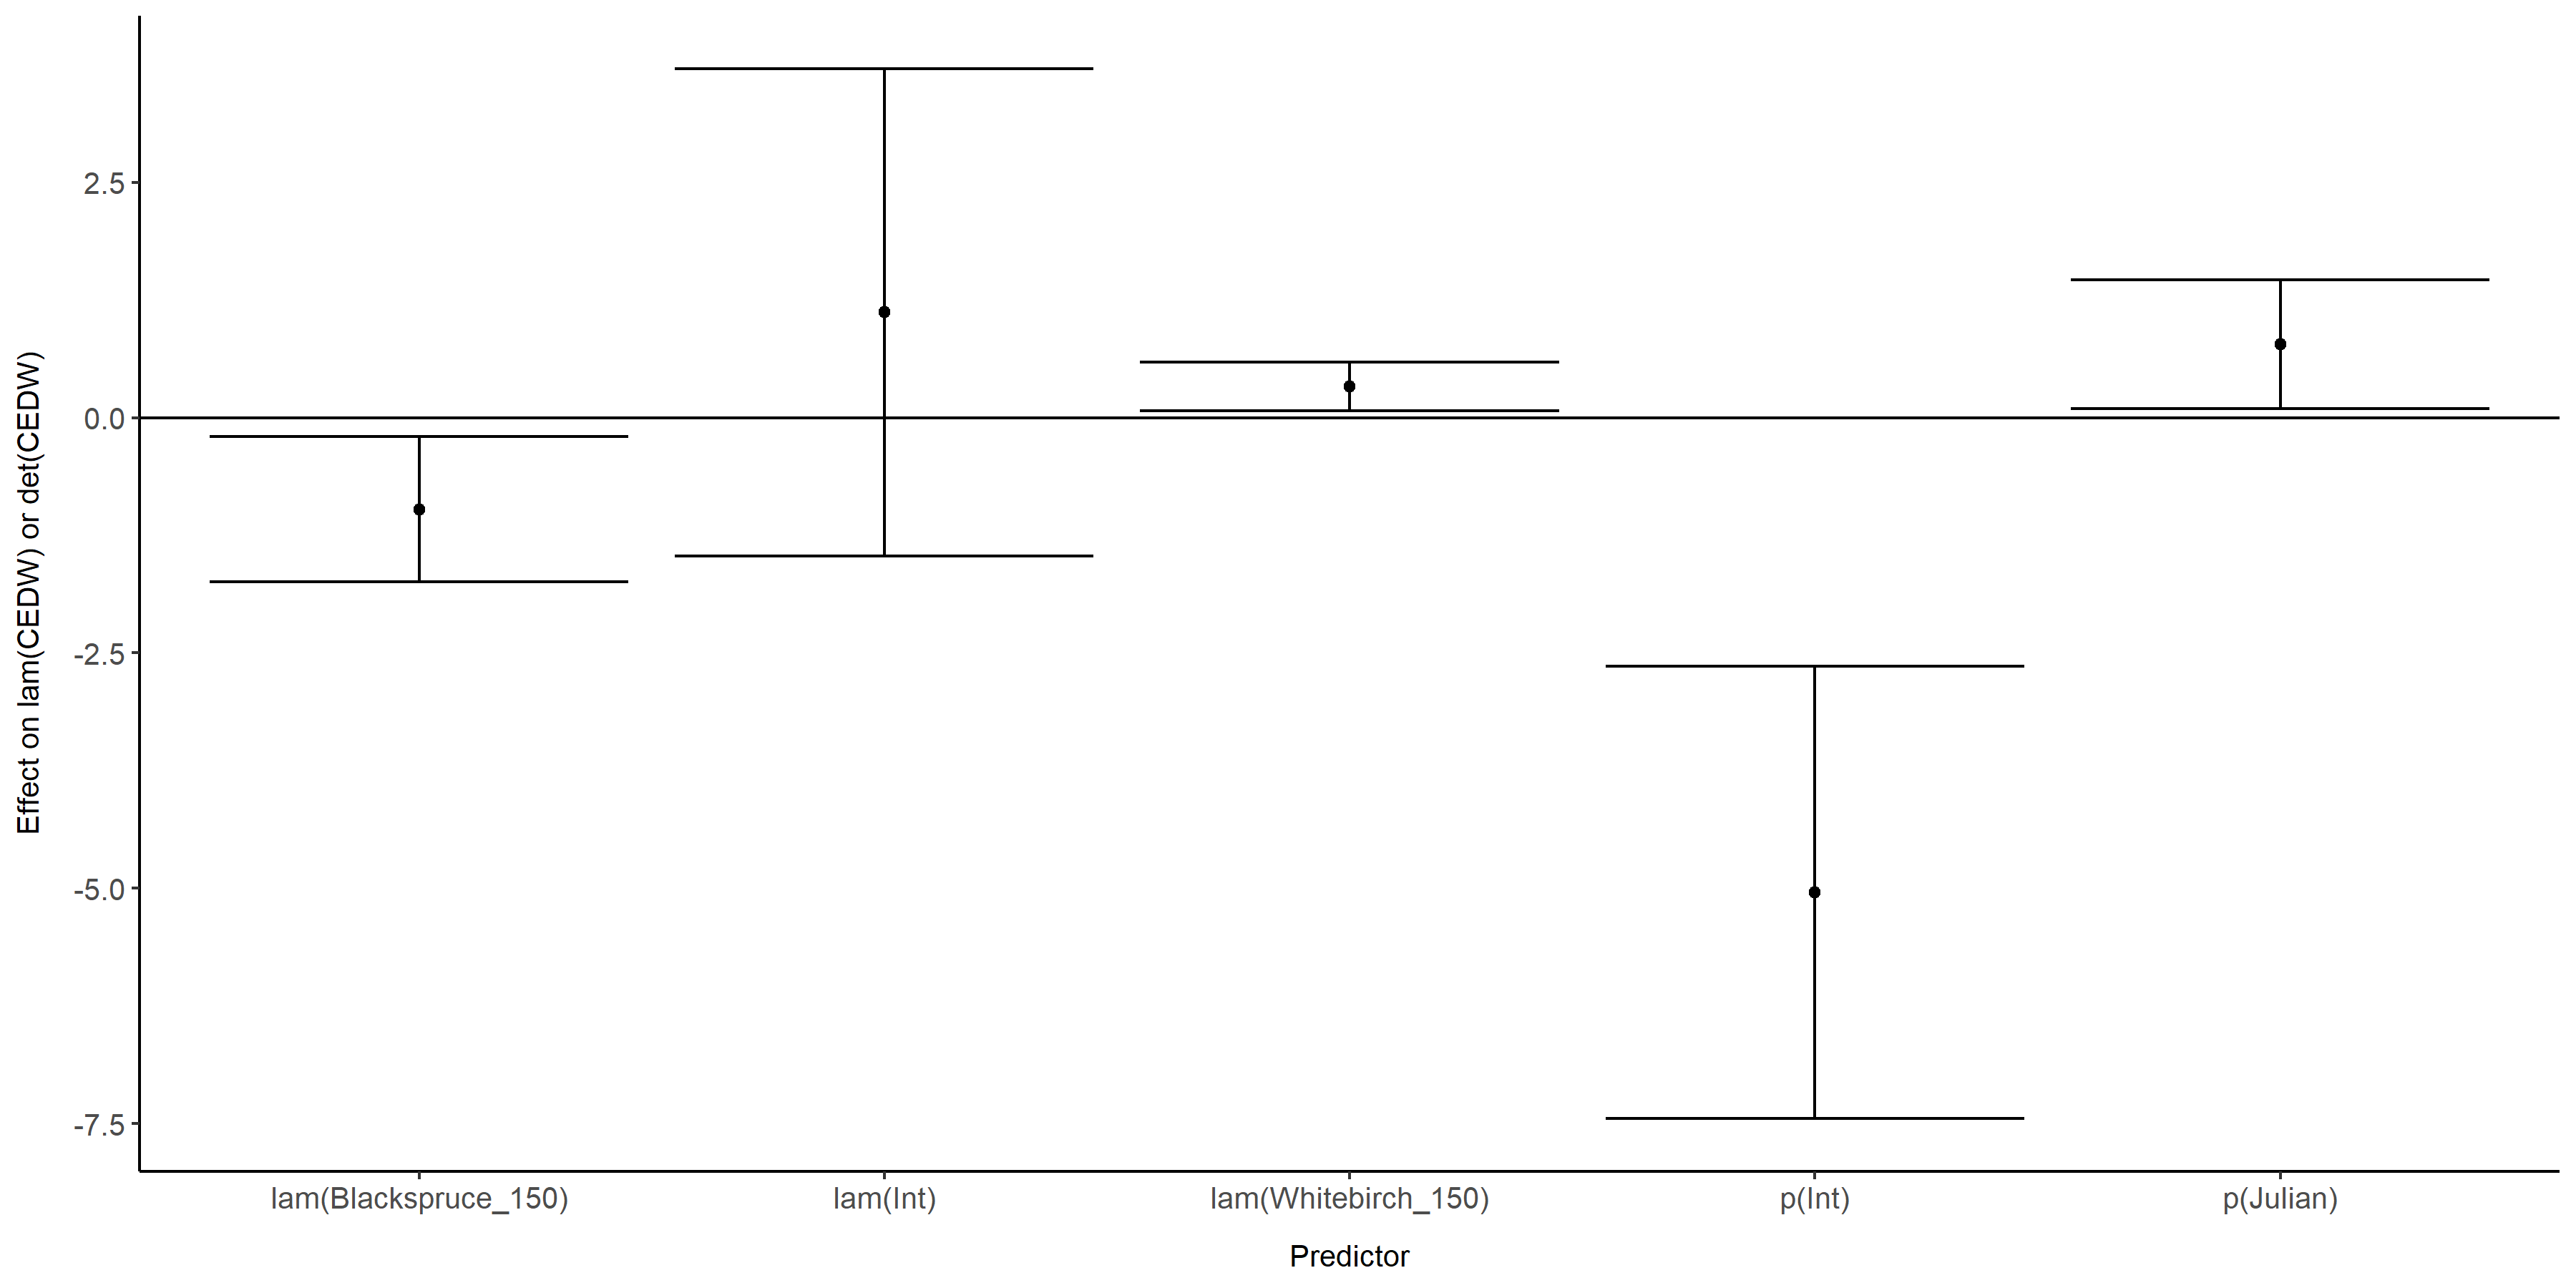 Effect on lam(CEDW) or det(CEDW)
2.5
0.0
-2.5
-5.0
-7.5
lam(Blackspruce_150) lam(Int) lam(Whitebirch_150) p(Int) p(Julian)
Predictor